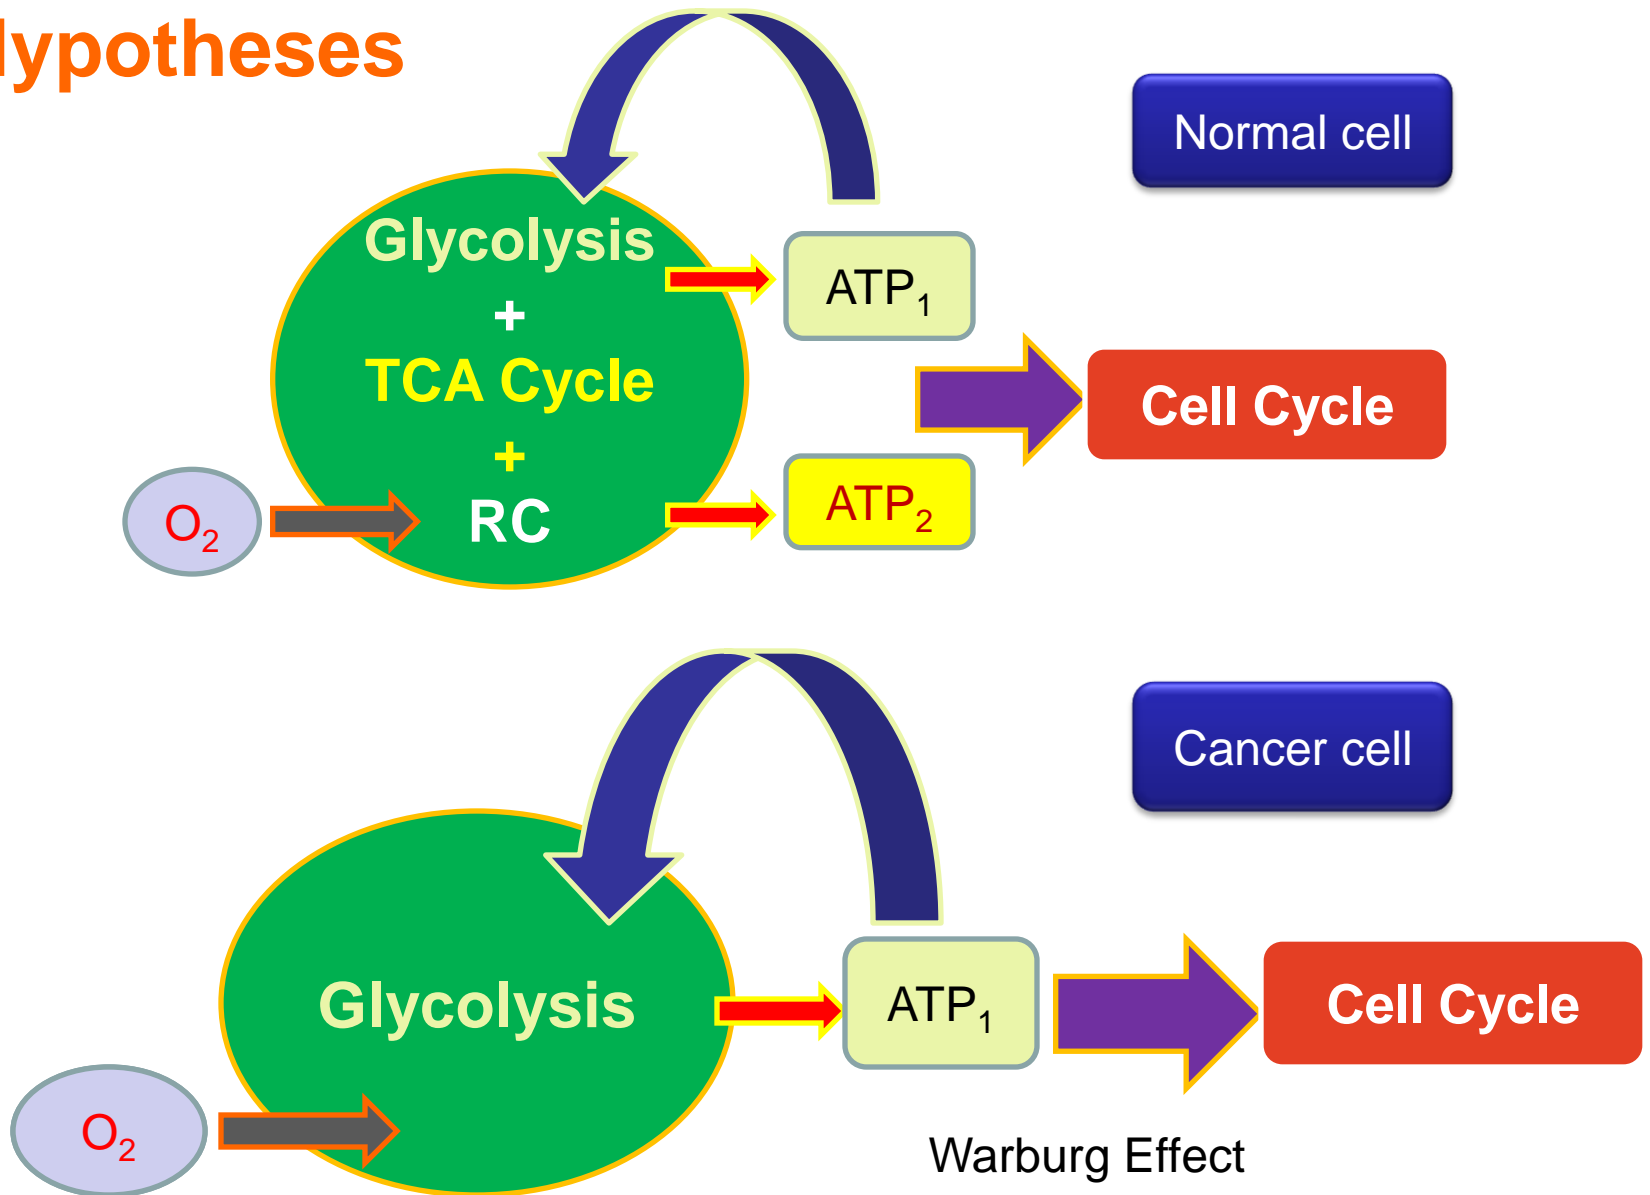 Hypotheses
Normal cell
Glycolysis
+
TCA Cycle
+
RC
O₂
ATP₁
ATP₂
Cell Cycle
Cancer cell
Glycolysis
O₂
ATP₁
Cell Cycle
Warburg Effect